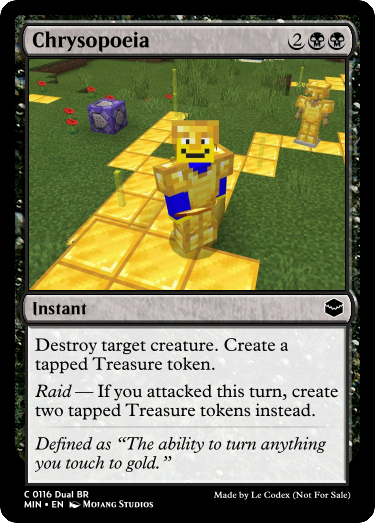 Chrysopoeia 2
Instant
Destroy target creature. Create a
tapped Treasure token.
Raid — If you attacked this turn, create
two tapped Treasure tokens instead.
Defined as “The ability to turn anything
you touch to gold.”
C 0116 Dual BR
MIN • EN Mojang Studios
Made by Le Codex (Not For Sale)